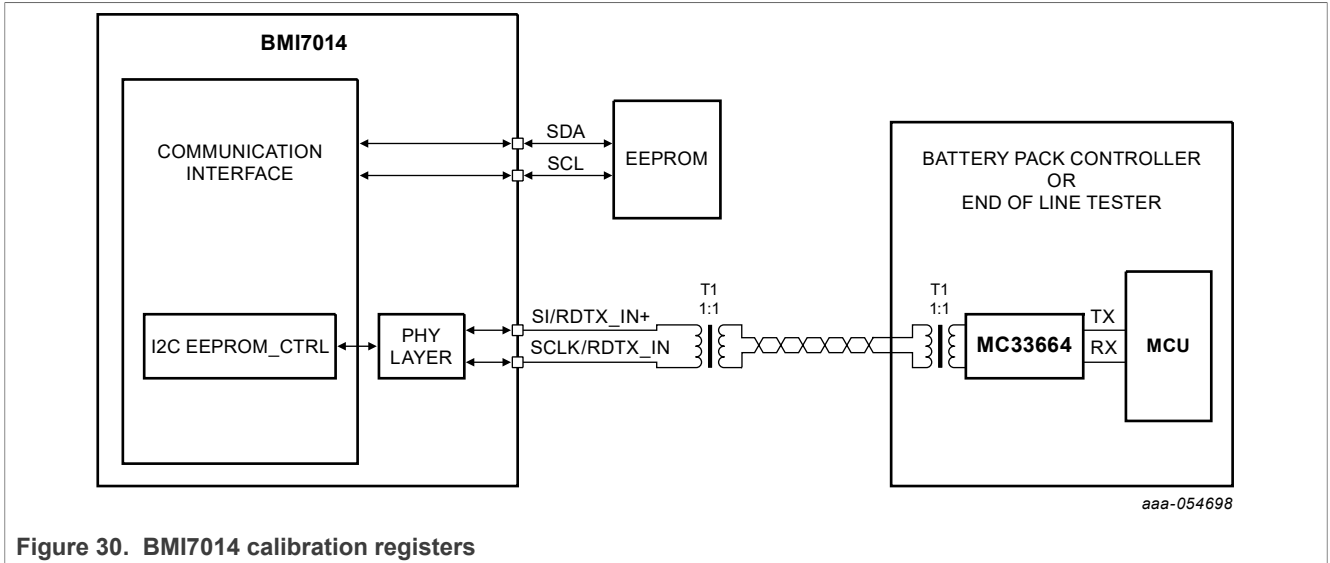 BMI7014
COMMUNICATION
INTERFACE
SDA
SCL
EEPROM
I2C EEPROM_CTRL
PHY
LAYER
SI/RDTX_IN+
SCLK/RDTX_IN
T1
1:1
BATTERY PACK CONTROLLER
OR
END OF LINE TESTER
T1
1:1
MC33664
TX
RX
MCU
aaa-054698
Figure 30. BMI7014 calibration registers